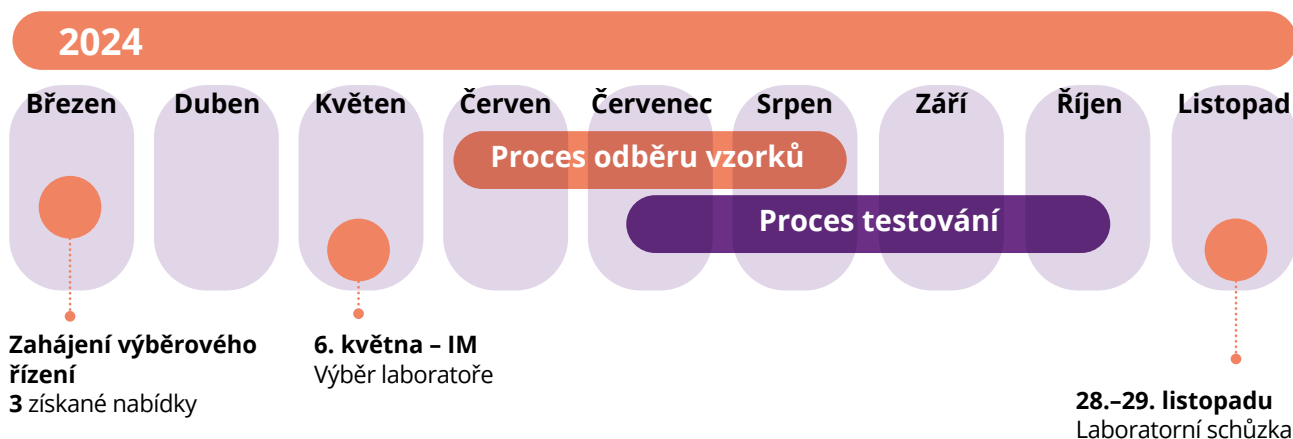 2024
Březen
Duben
Květen
Červen
Červenec
Srpen
Září
Říjen
Listopad
Proces odběru vzorků
Proces testování
Zahájení výběrového
řízení
3 získané nabídky
6. května – IM
Výběr laboratoře
28.–29. listopadu
Laboratorní schůzka